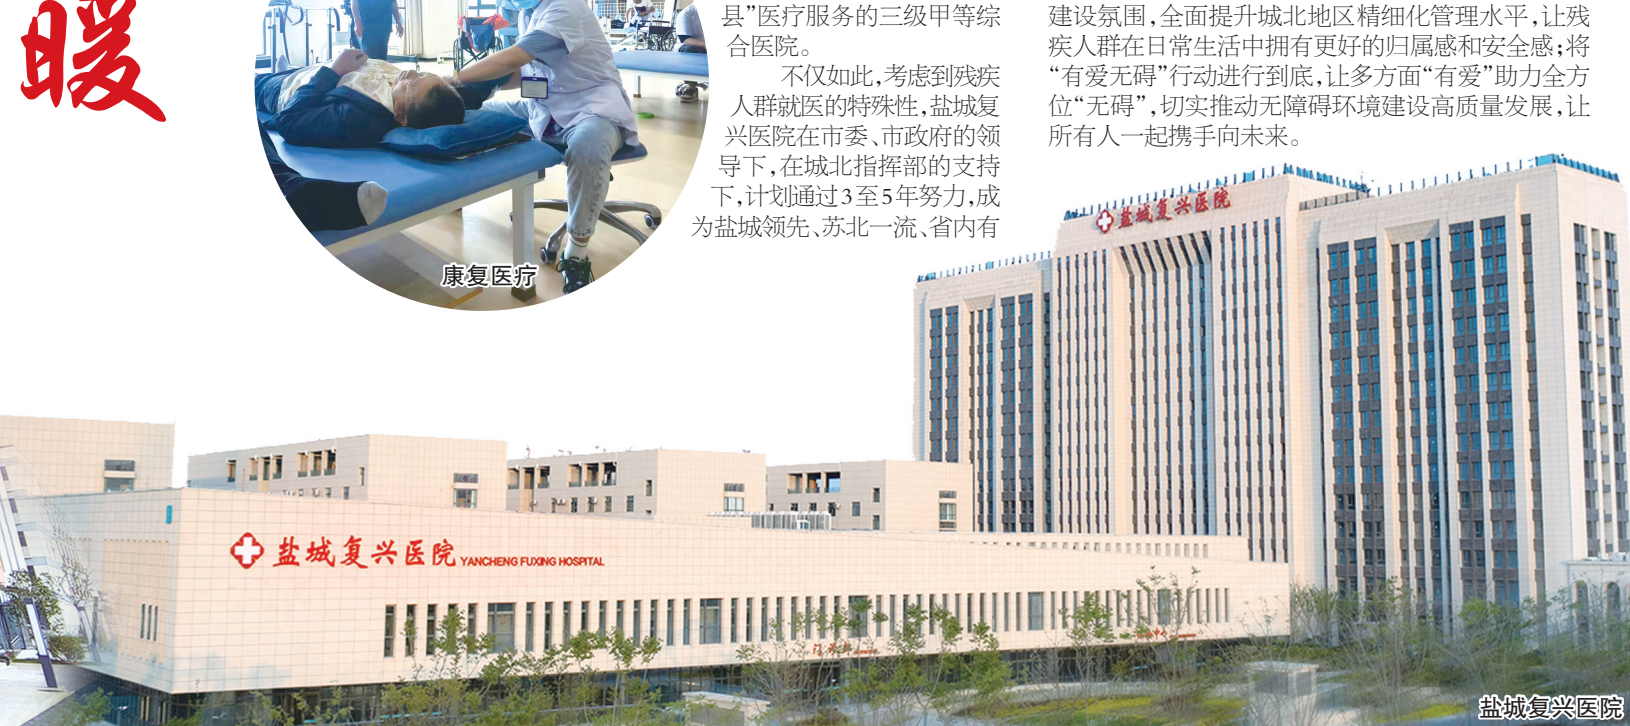 暖
县”医疗服务的三级甲等综
合医院。
不仅如此,考虑到残疾
人群就医的特殊性,盐城复
兴医院在市委、市政府的领
导下,在城北指挥部的支持
下,计划通过3至5年努力,成
为盐城领先、苏北一流、省内有
建设氛围,全面提升城北地区精细化管理水平,让残
疾人群在日常生活中拥有更好的归属感和安全感;将
“有爱无碍”行动进行到底,让多方面“有爱”助力全方
位“无碍”,切实推动无障碍环境建设高质量发展,让
所有人一起携手向未来。
康复医疗
盐城复兴医院
盐城复兴医院 YANCHENG FUXING HOSPITAL
盐城复兴医院